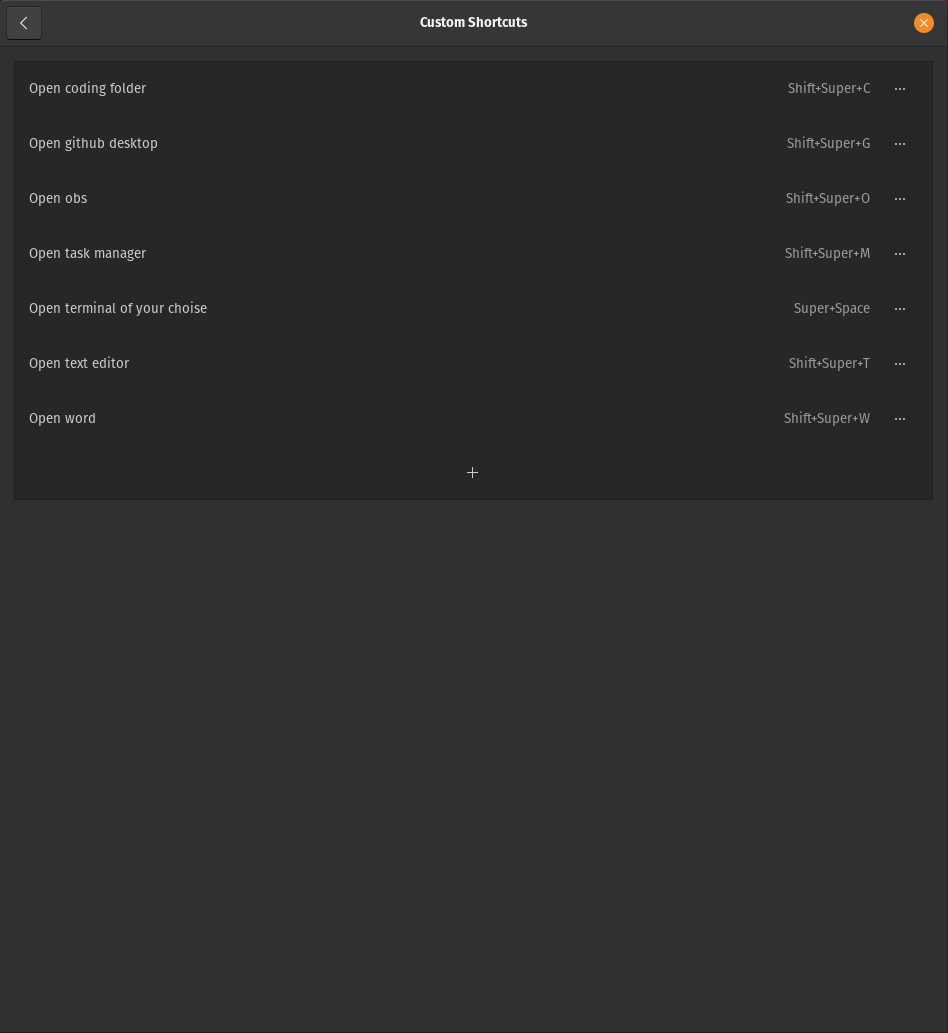 Custom Shortcuts
Open coding folder Shift+Super+C
Open github desktop Shift+Super+G
Open obs Shift+Super+O
Open task manager Shift+Super+M
Open terminal of your choise Super+Space
Open text editor Shift+Super+T
Open word Shift+Super+W